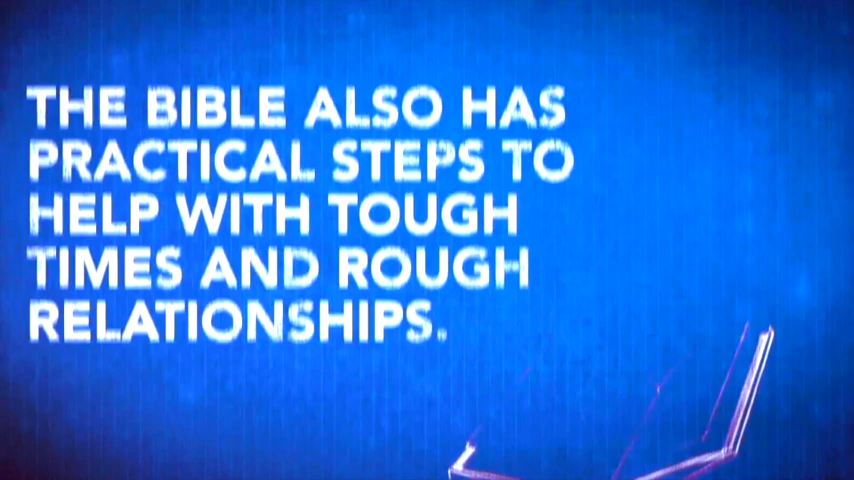 THE BIBLE ALSO HAS
PRACTICAL STEPS TO
HELP WITH TOUGH
TIMES AND ROUGH
RELATIONSHIPS.